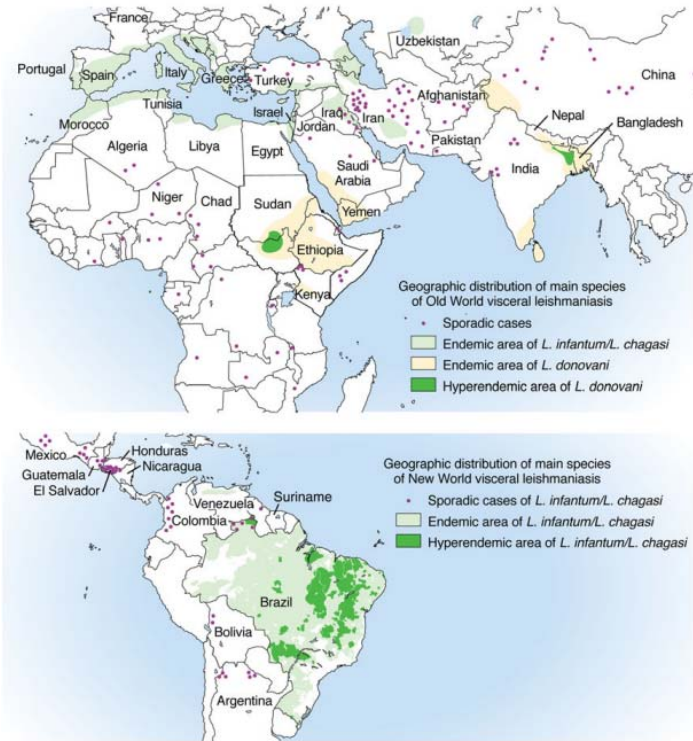 France
Uzbekistan
Portugal
Spain
Italy
Greece
Turkey
China
Afghanistan
Tunisia
Israel
Iraq
Iran
Nepal
Morocco
Jordan
Bangladesh
Pakistan
Algeria
Libya
Egypt
India
Saudi
Arabia
Niger
Chad
Sudan
Yemen
Ethiopia
Kenya
Geographic distribution of main species
of Old World visceral leishmaniasis
Sporadic cases
Endemic area of L. infantum/L. chagasi
Endemic area of L. donovani
Hyperendemic area of L. donovani
Honduras
Mexico
Nicaragua
Guatemala
El Salvador
Suriname
Venezuela
Colombia
Brazil
Bolivia
Argentina
Geographic distribution of main species
of New World visceral leishmaniasis
Sporadic cases of L. infantum/L. chagasi
Endemic area of L. infantum/L. chagasi
Hyperendemic area of L. infantum/L. chagasi